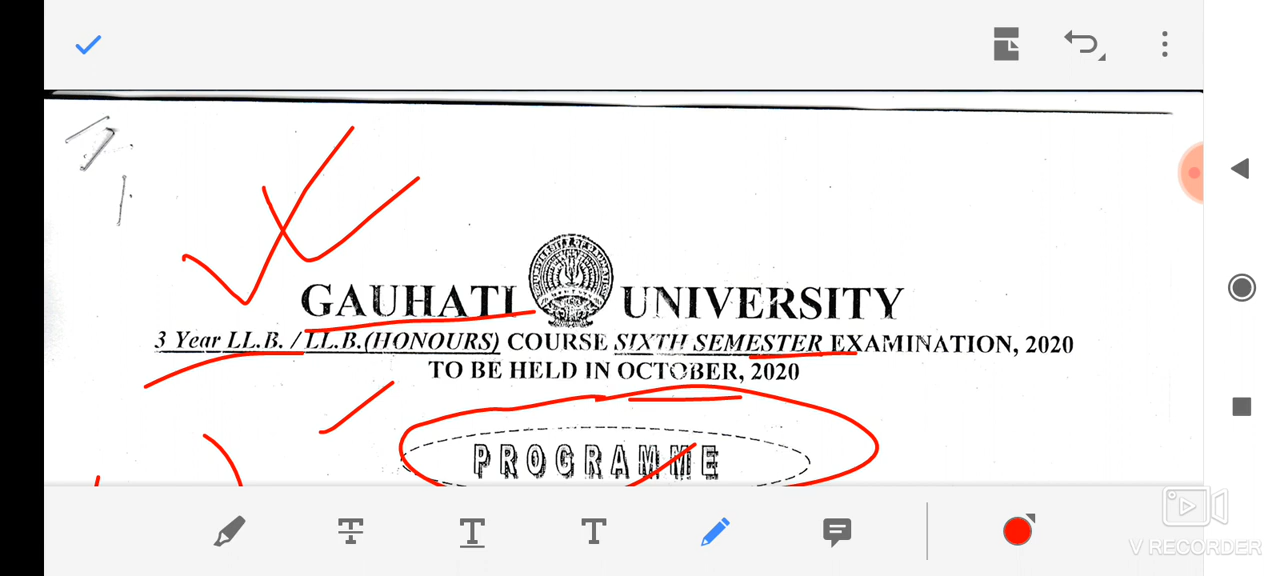 GAUHATI UNIVERSITY
3 Year LL.B. / LL.B.(HONOURS) COURSE SIXTH SEMESTER EXAMINATION, 2020
TO BE HELD IN OCTOBER, 2020
PROGRAMME
T T T
V RECORDER